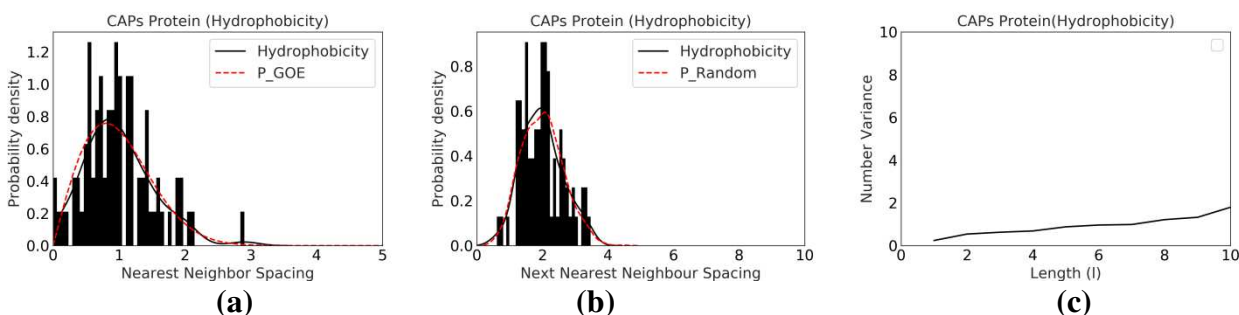 CAPs Protein (Hydrophobicity)
Probability density
1.2
1.0
0.8
0.6
0.4
0.2
0.0
Hydrophobicity
P_GOE
0 1 2 3 4 5
Nearest Neighbor Spacing
(a)
CAPs Protein (Hydrophobicity)
Probability density
0.8
0.6
0.4
0.2
0.0
Hydrophobicity
P_Random
0 2 4 6 8 10
Next Nearest Neighbour Spacing
(b)
CAPs Protein(Hydrophobicity)
Number Variance
10
8
6
4
2
0
0 2 4 6 8 10
Length (l)
(c)